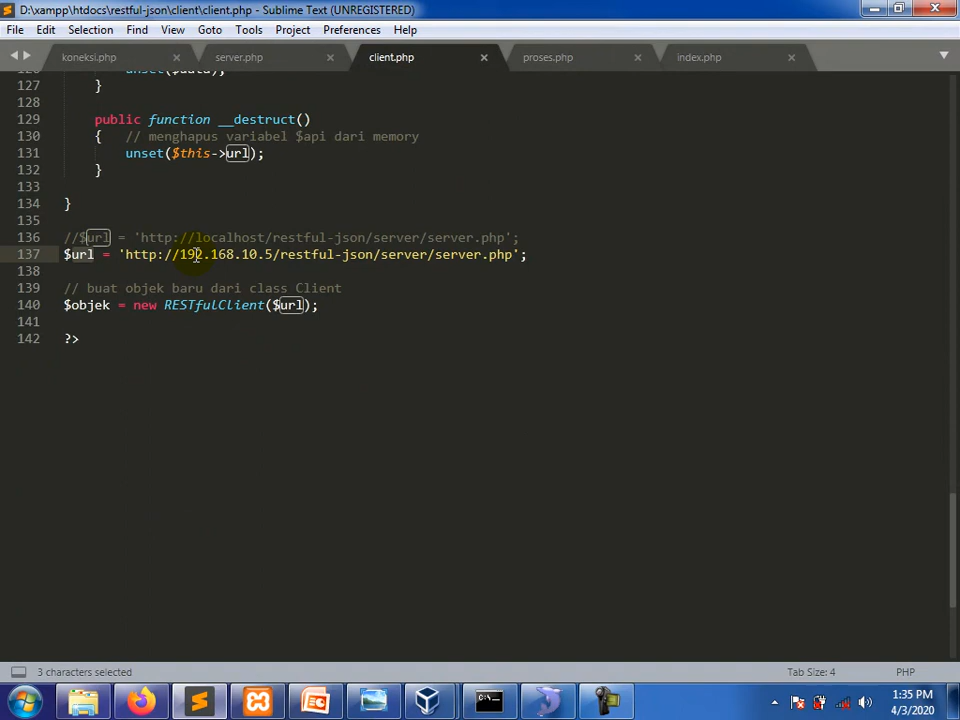 D:\xampp\htdocs\restful-json\client\client.php - Sublime Text (UNREGISTERED)
File Edit Selection Find View Goto Tools Project Preferences Help
koneksi.php server.php client.php proses.php index.php
127 }
128
129 public function __destruct()
130 { // menghapus variabel $api dari memory
131 unset($this->url);
132 }
133
134 }
135
136 //$url = 'http://localhost/restful-json/server/server.php';
137 $url = 'http://192.168.10.5/restful-json/server/server.php';
138
139 // buat objek baru dari class Client
140 $objek = new RESTfulClient($url);
141
142 ?>
3 characters selected Tab Size: 4 PHP
1:35 PM
4/3/2020